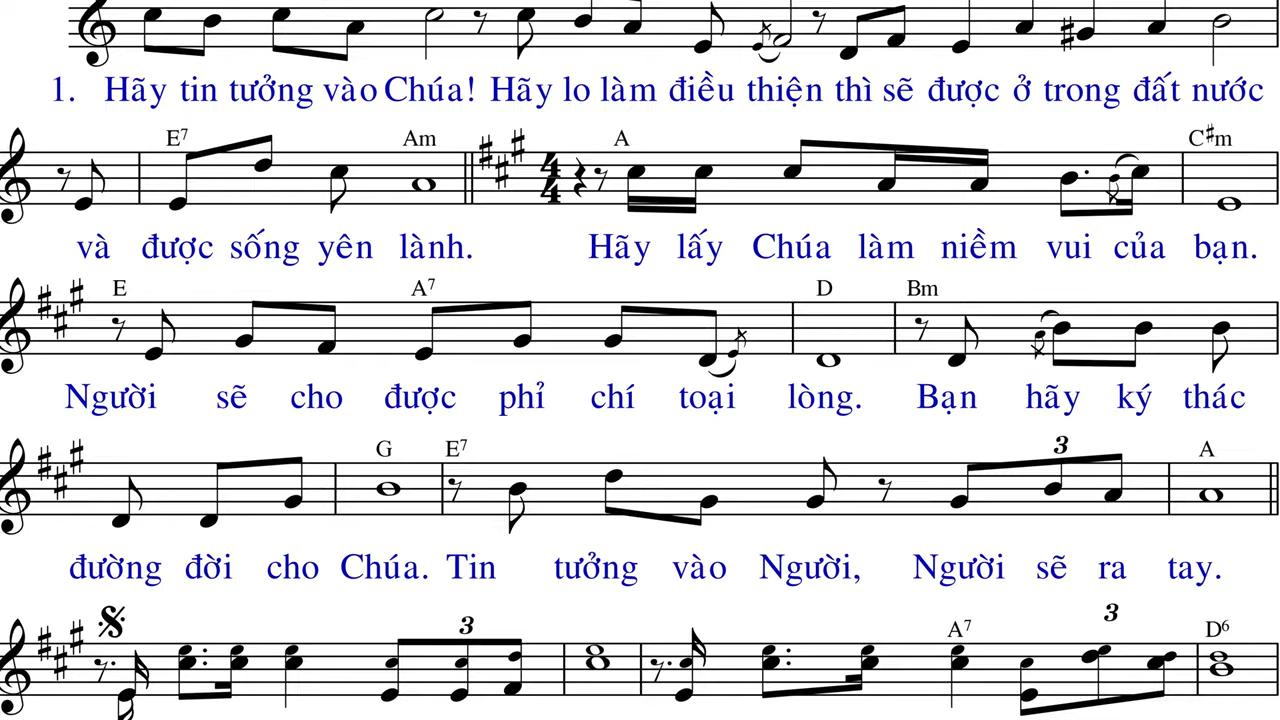 1. Hãy tin tưởng vào Chúa! Hãy lo làm điều thiện thì sẽ được ở trong đất nước
E7 Am A C#m
và được sống yên lành. Hãy lấy Chúa làm niềm vui của bạn.
E A7 D Bm
Người sẽ cho được phỉ chí toại lòng. Bạn hãy ký thác
G E7 3 A
đường đời cho Chúa. Tin tưởng vào Người, Người sẽ ra tay.
3 A7 3 D6